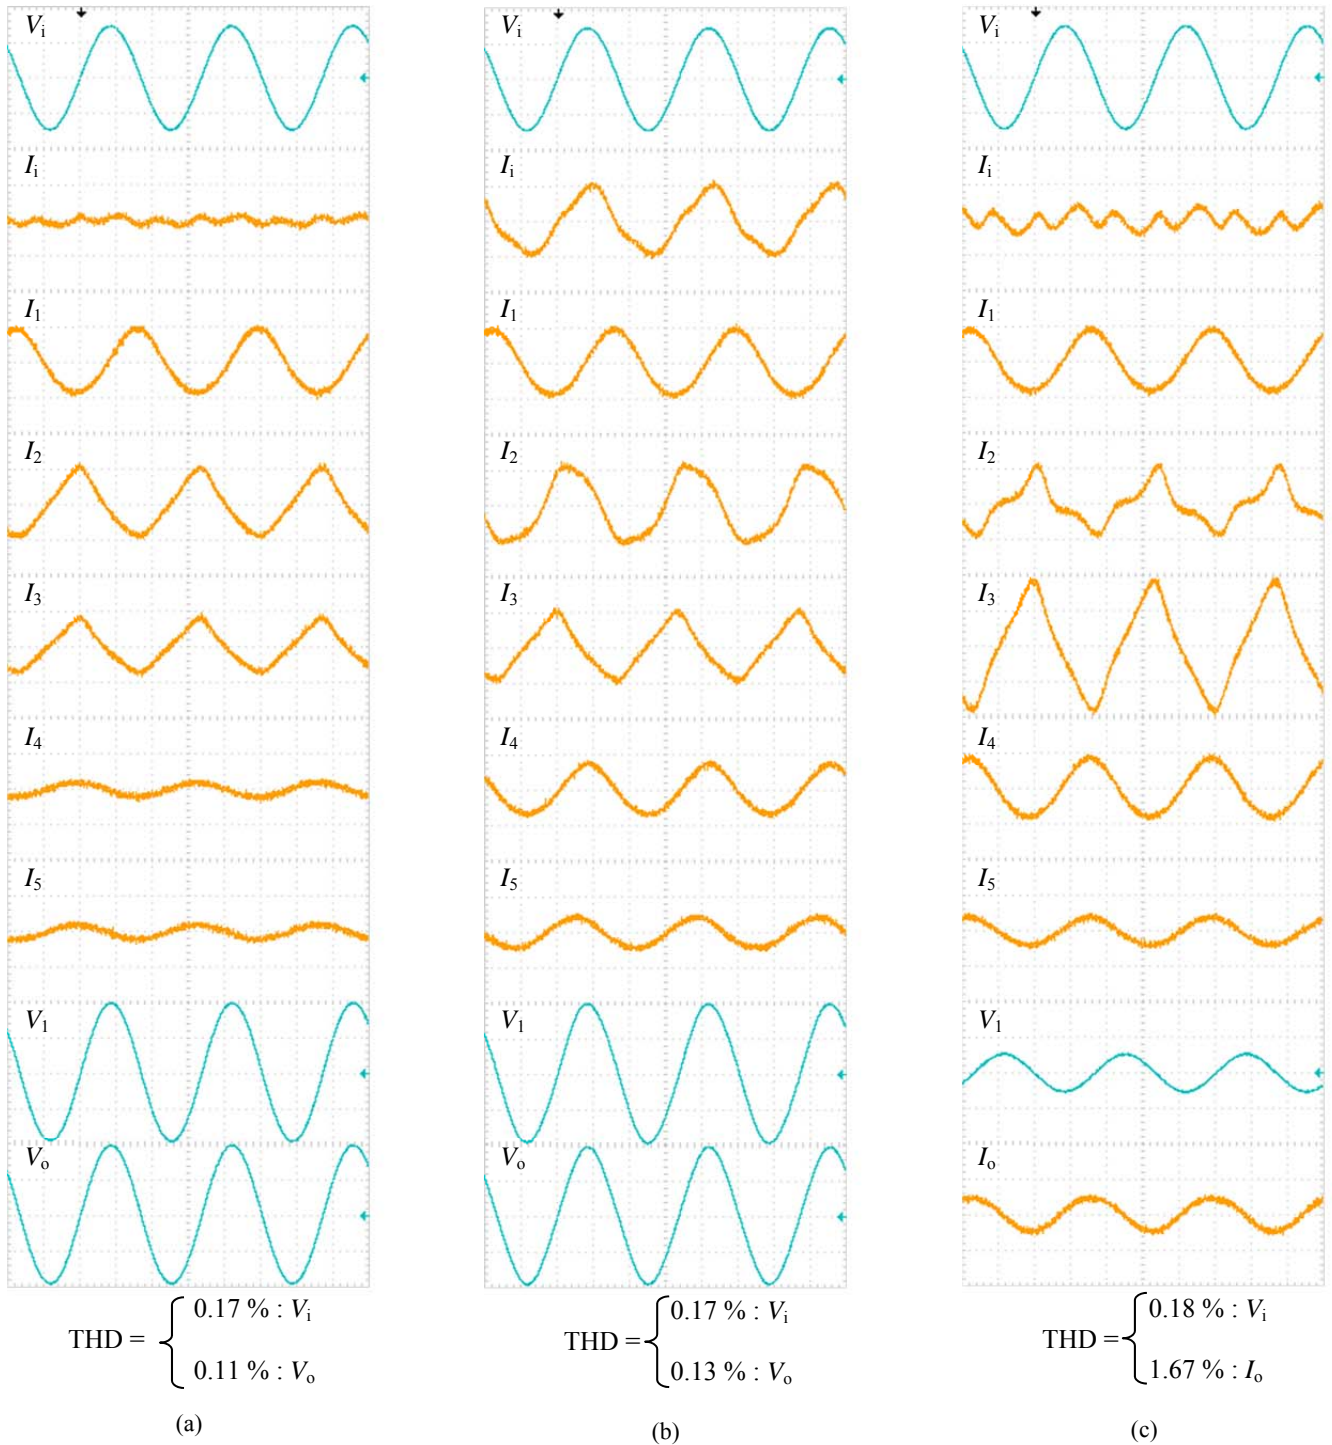 Vi
Ii
I1
I2
I3
I4
I5
V1
Vo
THD =
0.17 % : Vi
0.11 % : Vo
(a)
Vi
Ii
I1
I2
I3
I4
I5
V1
Vo
THD =
0.17 % : Vi
0.13 % : Vo
(b)
Vi
Ii
I1
I2
I3
I4
I5
V1
Io
THD =
0.18 % : Vi
1.67 % : Io
(c)